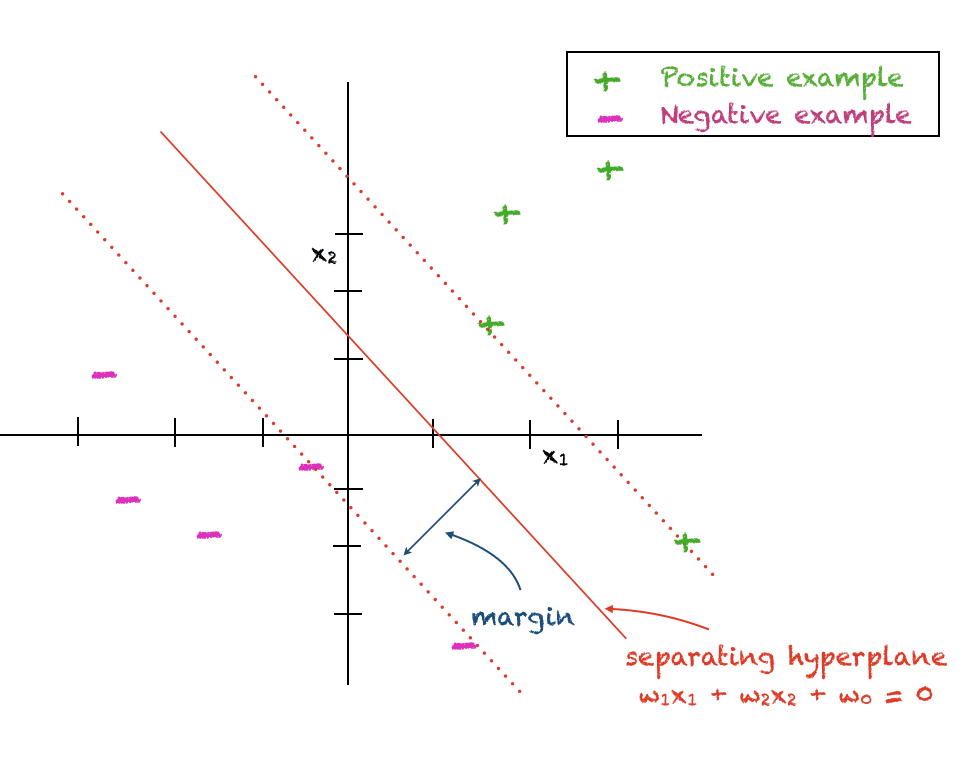 Positive example
Negative example
x₂
x₁
margin
separating hyperplane
w₁x₁ + w₂x₂ + w₀ = 0